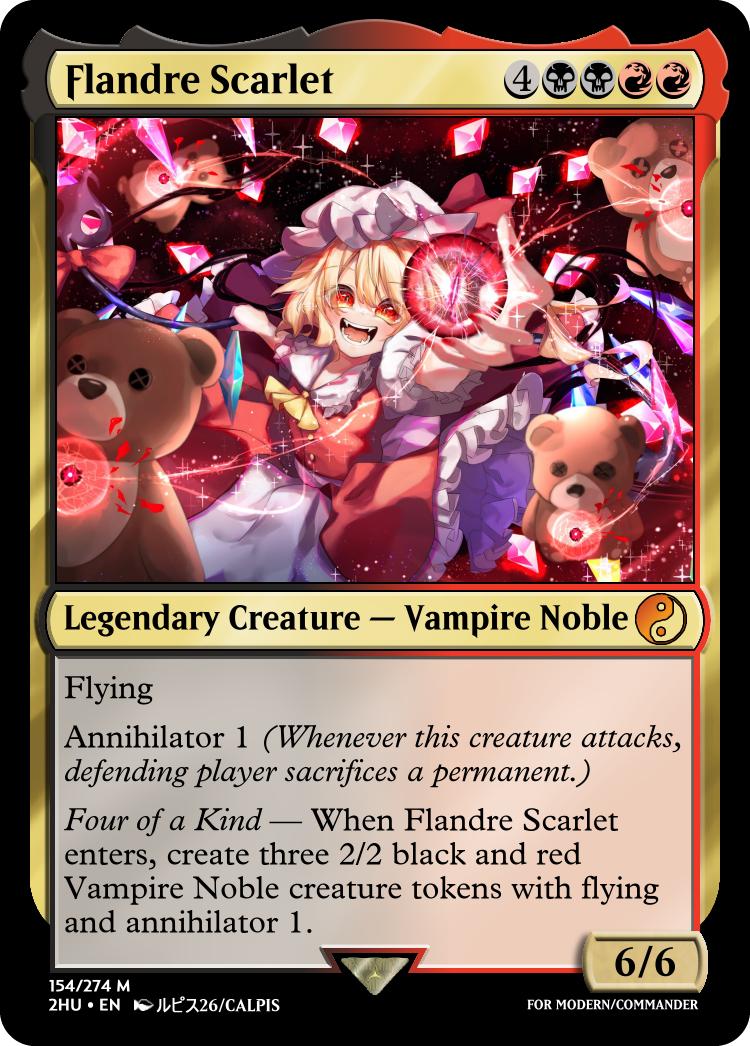 Flandre Scarlet 4
Legendary Creature — Vampire Noble
Flying
Annihilator 1 (Whenever this creature attacks,
defending player sacrifices a permanent.)
Four of a Kind — When Flandre Scarlet
enters, create three 2/2 black and red
Vampire Noble creature tokens with flying
and annihilator 1.
6/6
154/274 M
2HU • EN ルピス26/CALPIS
FOR MODERN/COMMANDER